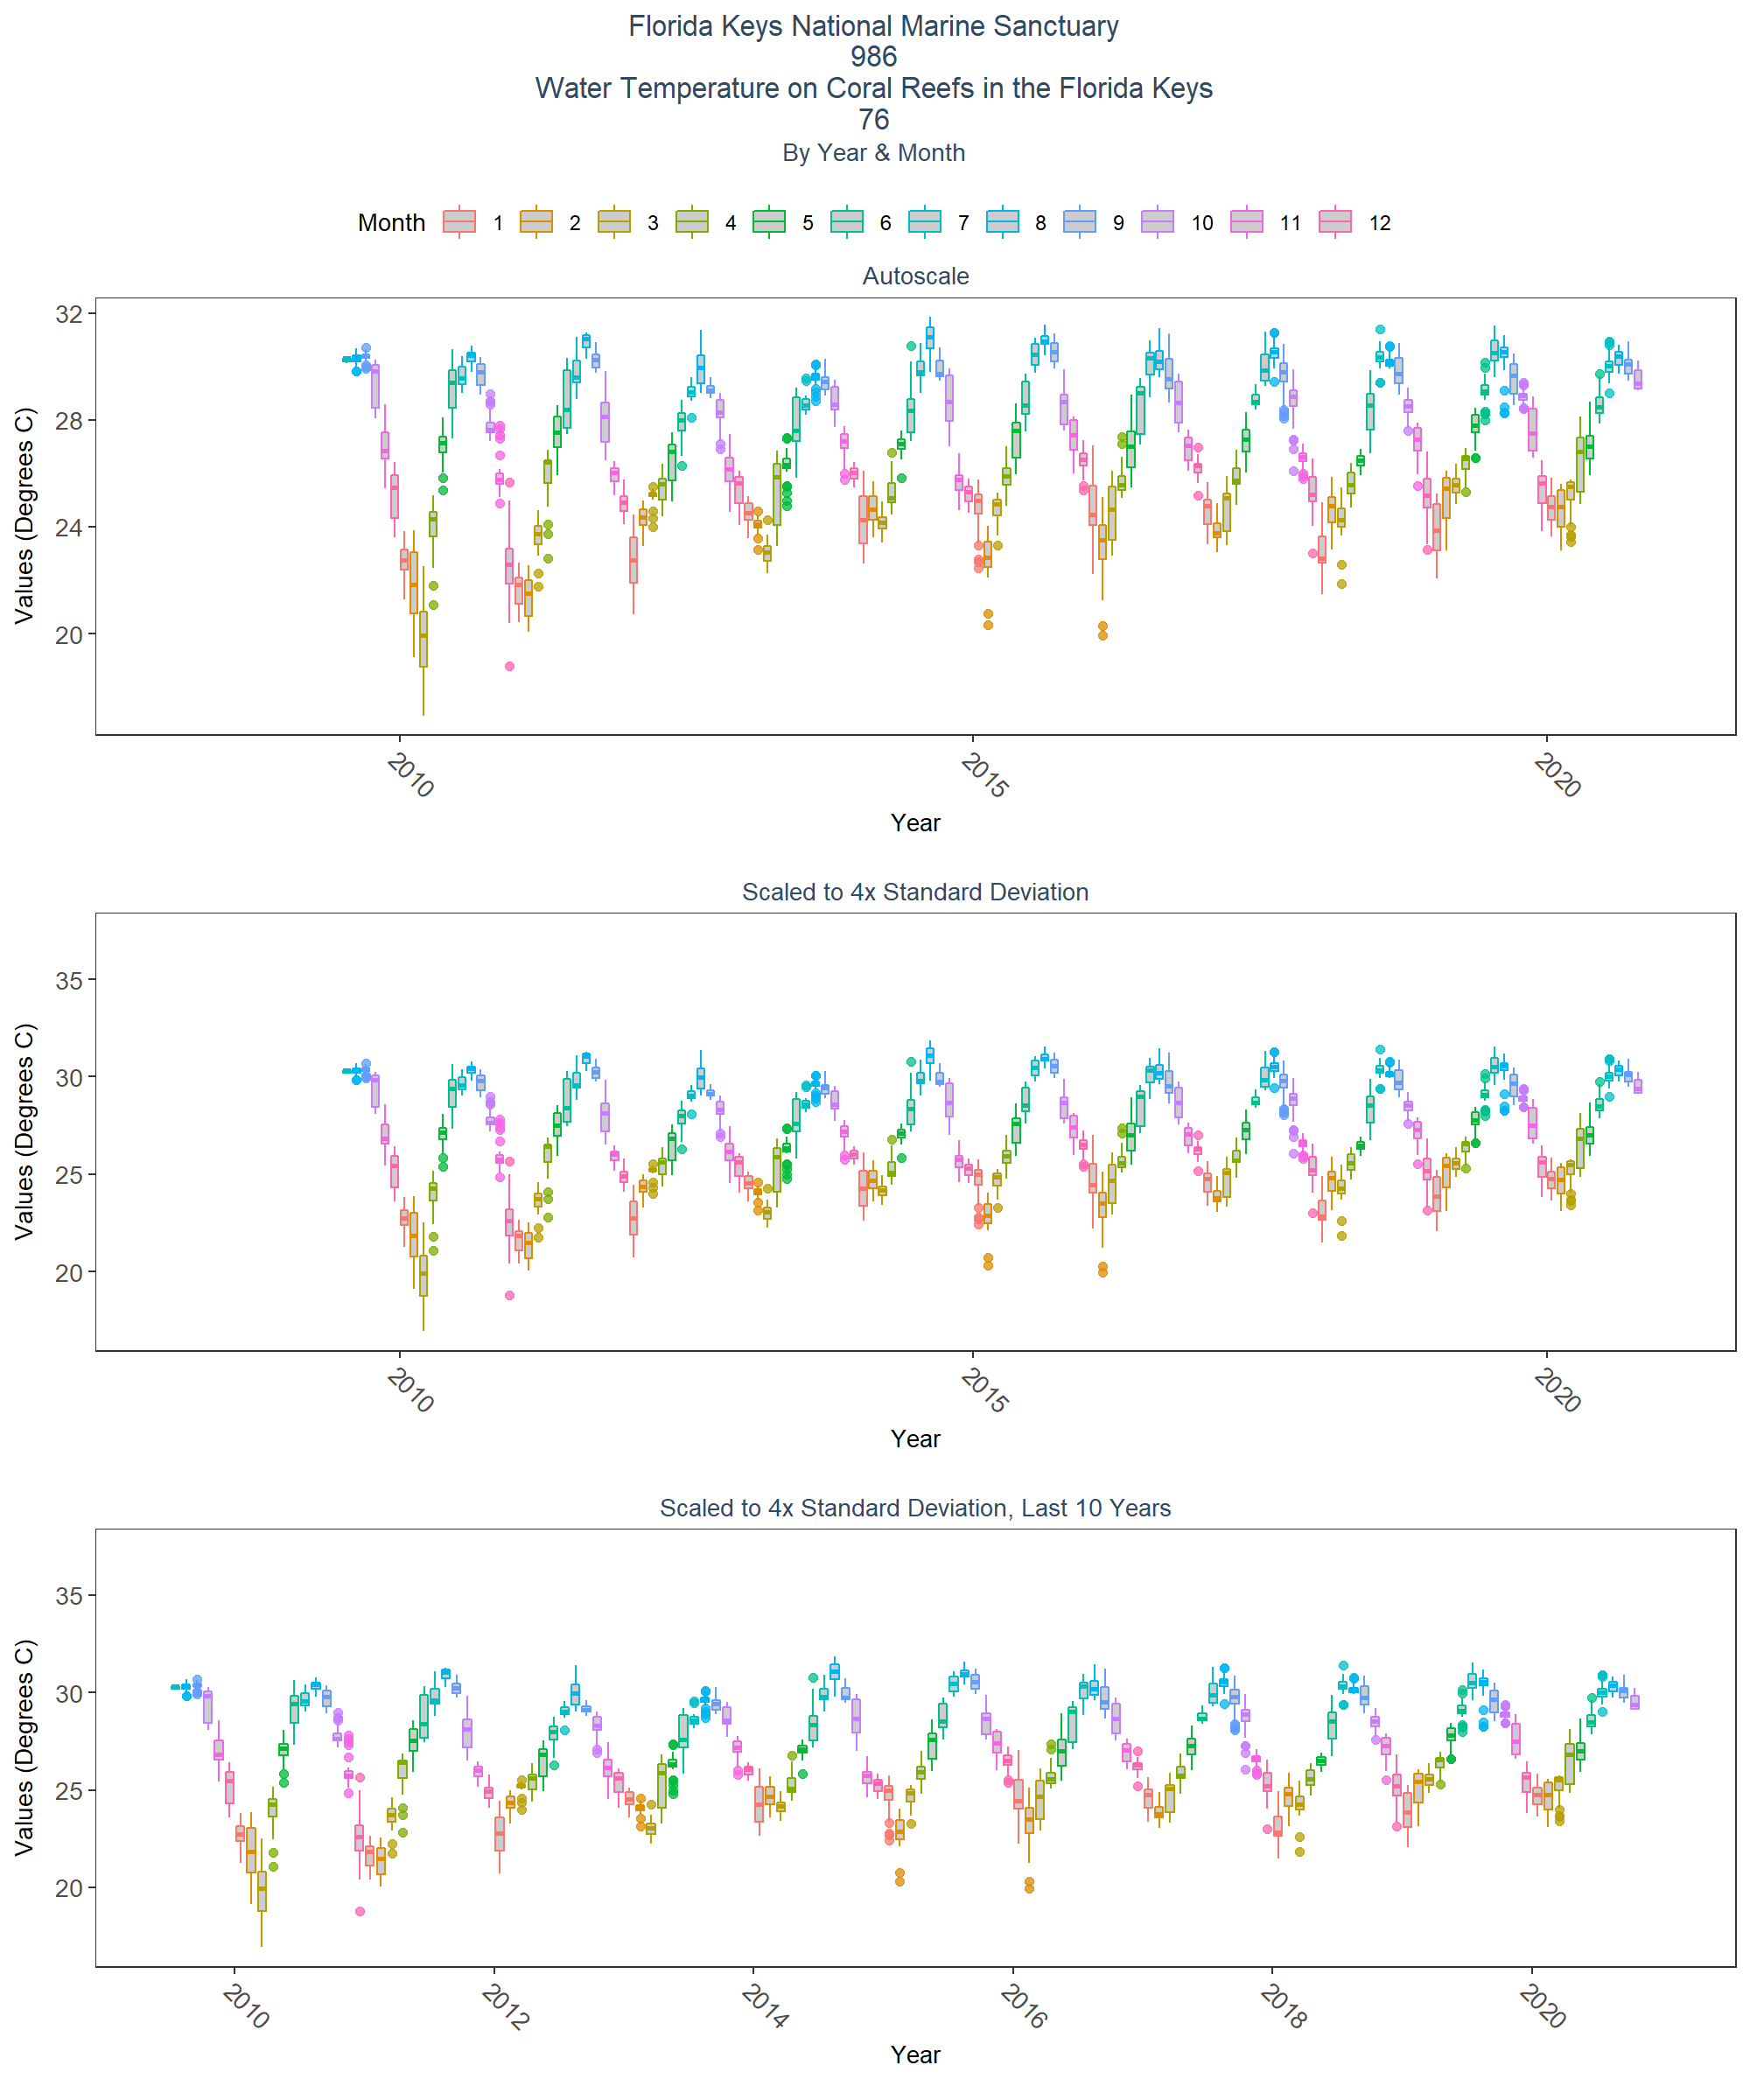 Florida Keys National Marine Sanctuary
986
Water Temperature on Coral Reefs in the Florida Keys
76
By Year & Month
Month 1 2 3 4 5 6 7 8 9 10 11 12
Autoscale
Values (Degrees C)
32
28
24
20
2010 2015 2020
Year
Scaled to 4x Standard Deviation
Values (Degrees C)
35
30
25
20
2010 2015 2020
Year
Scaled to 4x Standard Deviation, Last 10 Years
Values (Degrees C)
35
30
25
20
2010 2012 2014 2016 2018 2020
Year